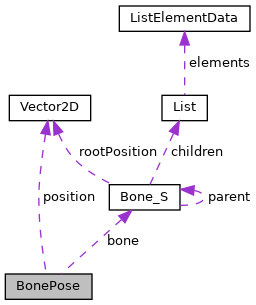 ListElementData
elements
Vector2D
List
rootPosition
children
Bone_S
position
parent
bone
BonePose